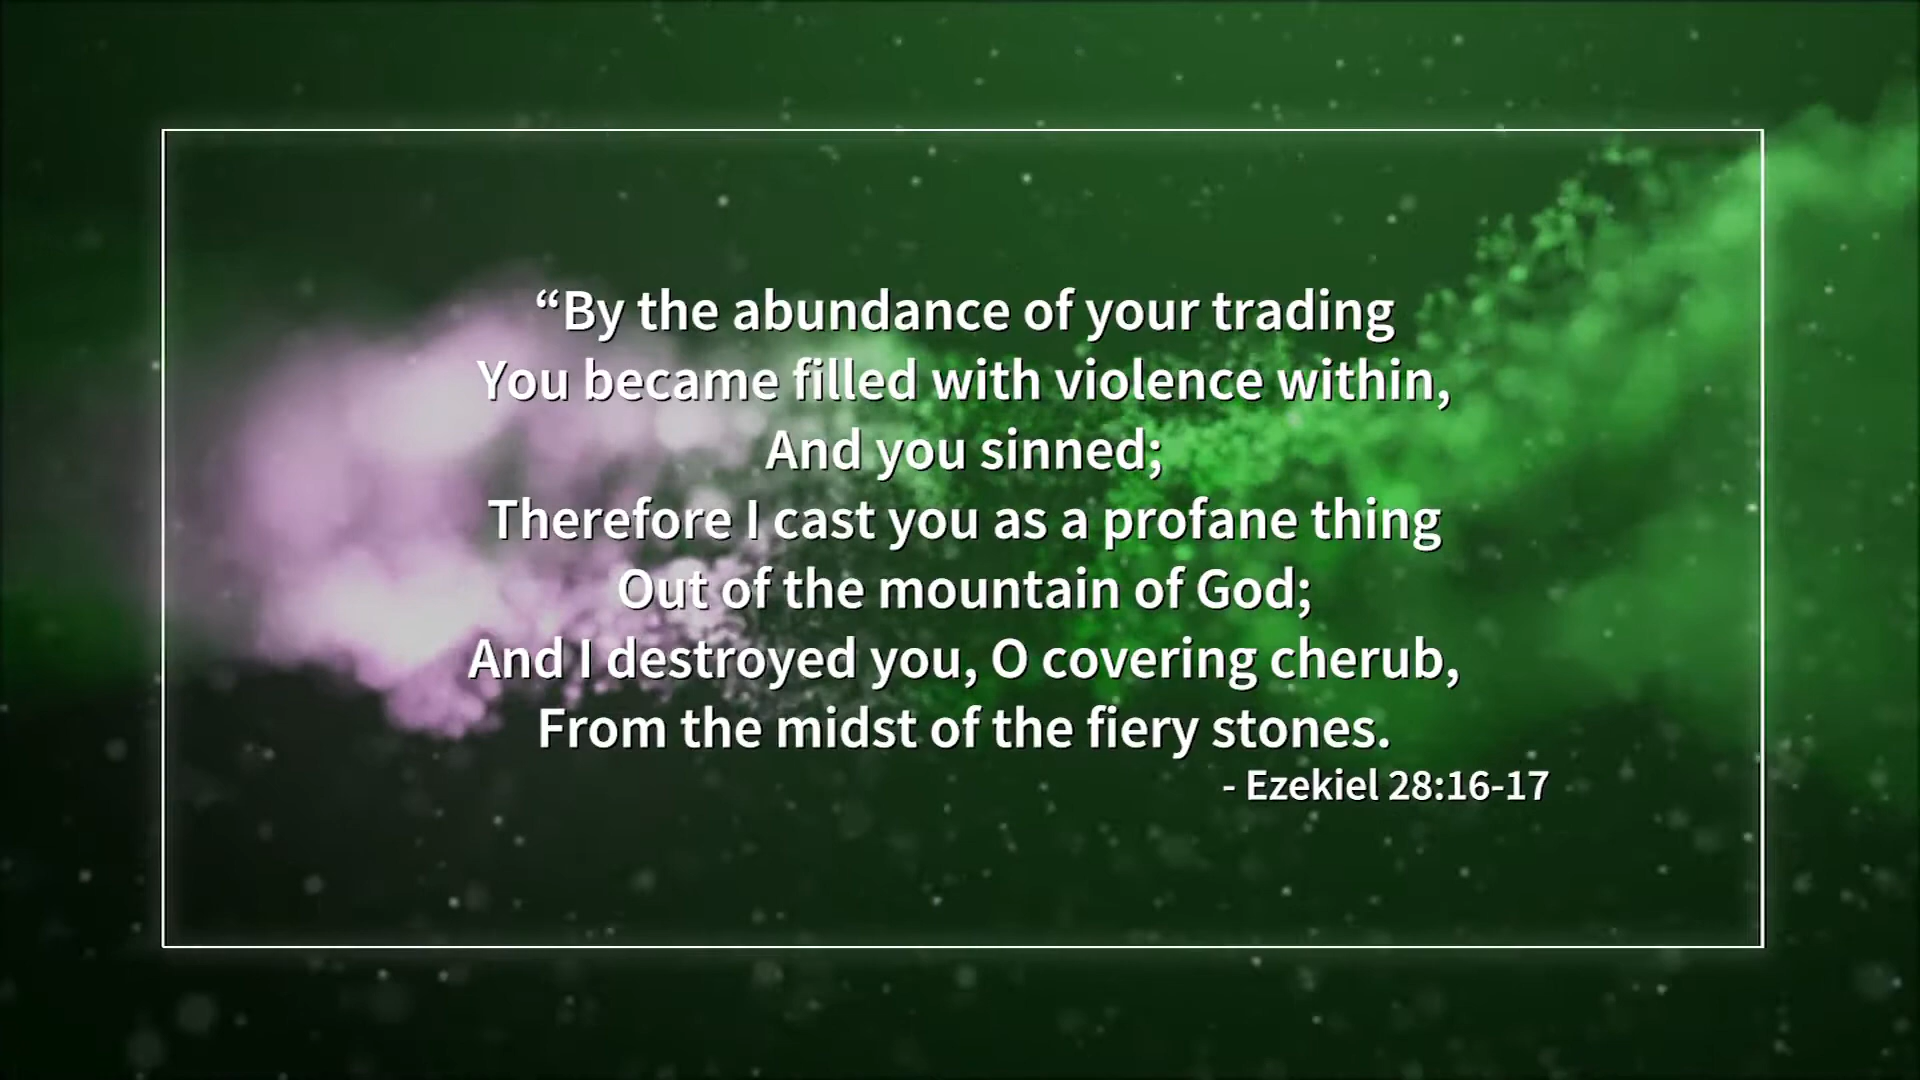 “By the abundance of your trading
You became filled with violence within,
And you sinned;
Therefore I cast you as a profane thing
Out of the mountain of God;
And I destroyed you, O covering cherub,
From the midst of the fiery stones.
- Ezekiel 28:16-17